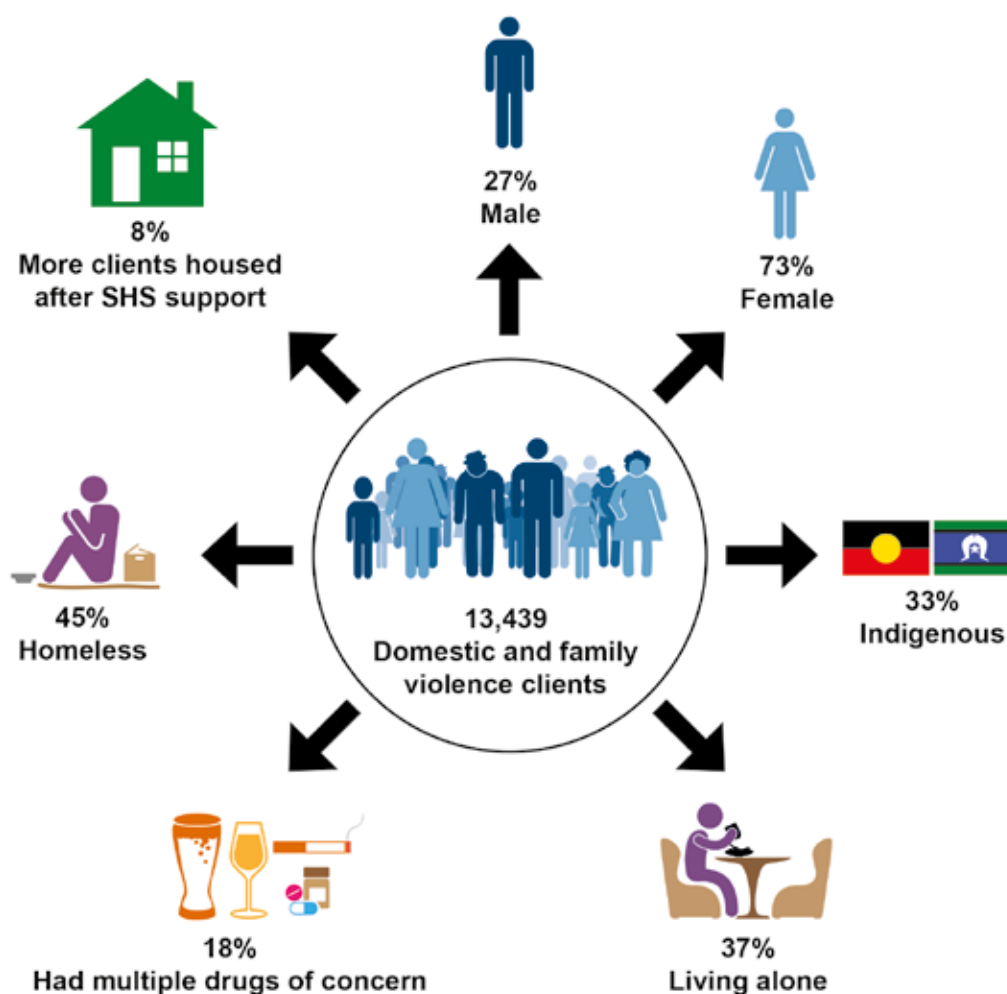 27%
Male
73%
Female
8%
More clients housed
after SHS support
45%
Homeless
13,439
Domestic and family
violence clients
33%
Indigenous
18%
Had multiple drugs of concern
37%
Living alone